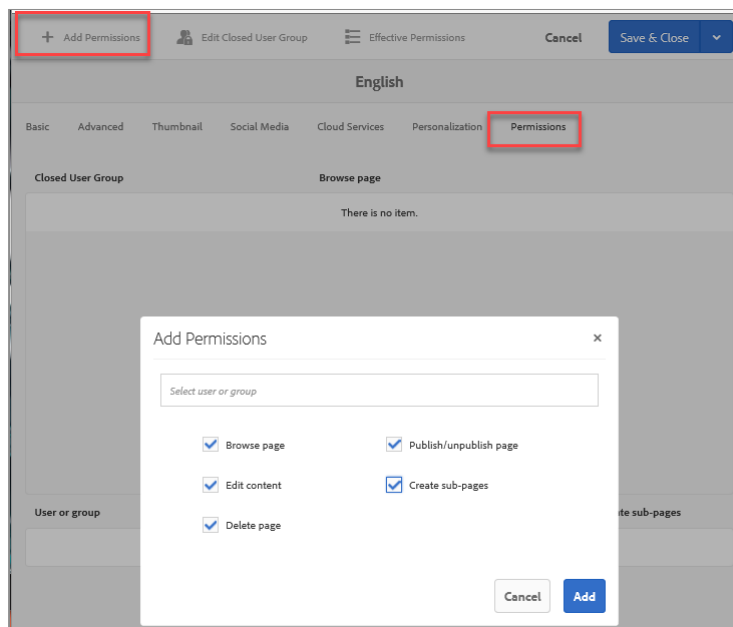 Add Permissions Edit Closed User Group Effective Permissions Cancel Save & Close
English
Basic Advanced Thumbnail Social Media Cloud Services Personalization Permissions
Closed User Group Browse page
There is no item.
Add Permissions
Select user or group
Browse page Publish/unpublish page
Edit content Create sub-pages
User or group te sub-pages
Delete page
Cancel Add